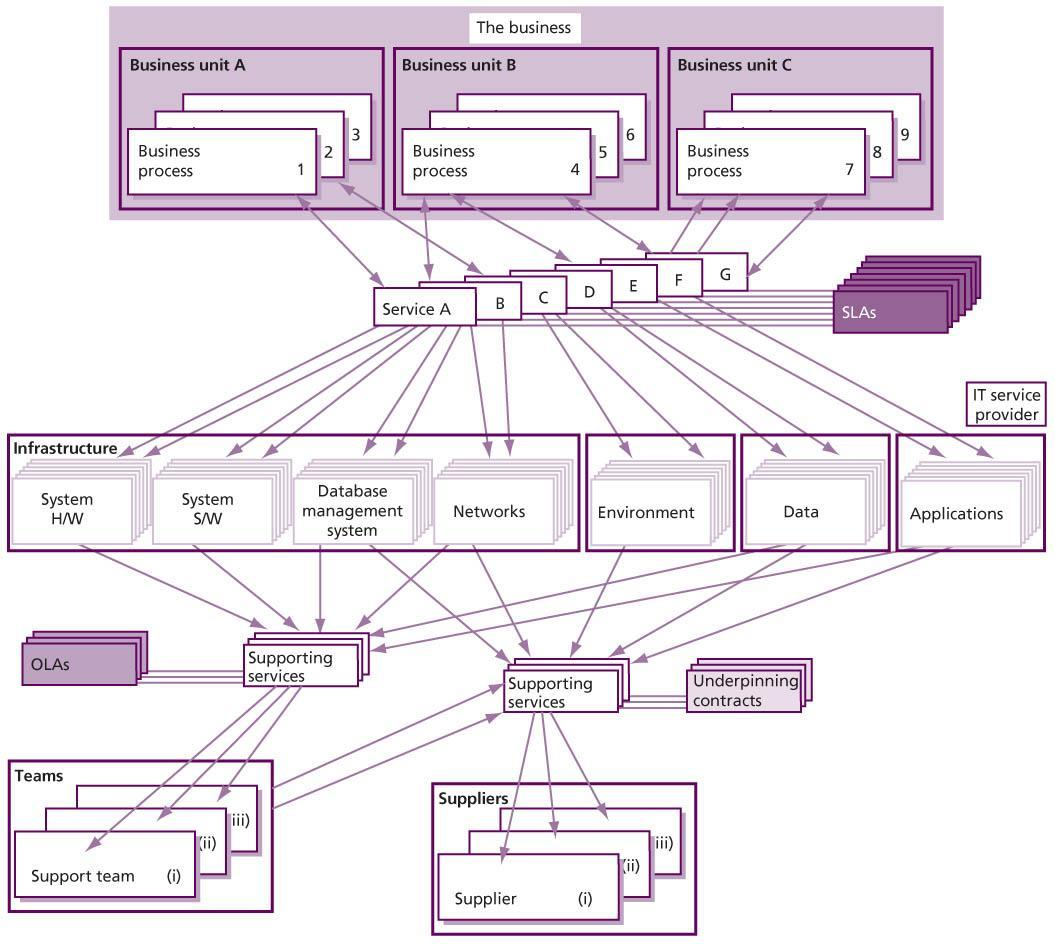 The business
Business unit A
Business unit B
Business unit C
3
6
9
2
5
8
Business
process
1
Business
process
4
Business
process
7
Service A
B
C
D
E
F
G
SLAs
IT service
provider
Infrastructure
System
H/W
System
S/W
Database
management
system
Networks
Environment
Data
Applications
OLAs
Supporting
services
Supporting
services
Underpinning
contracts
Teams
(iii)
(ii)
Support team (i)
Suppliers
(iii)
(ii)
Supplier (i)